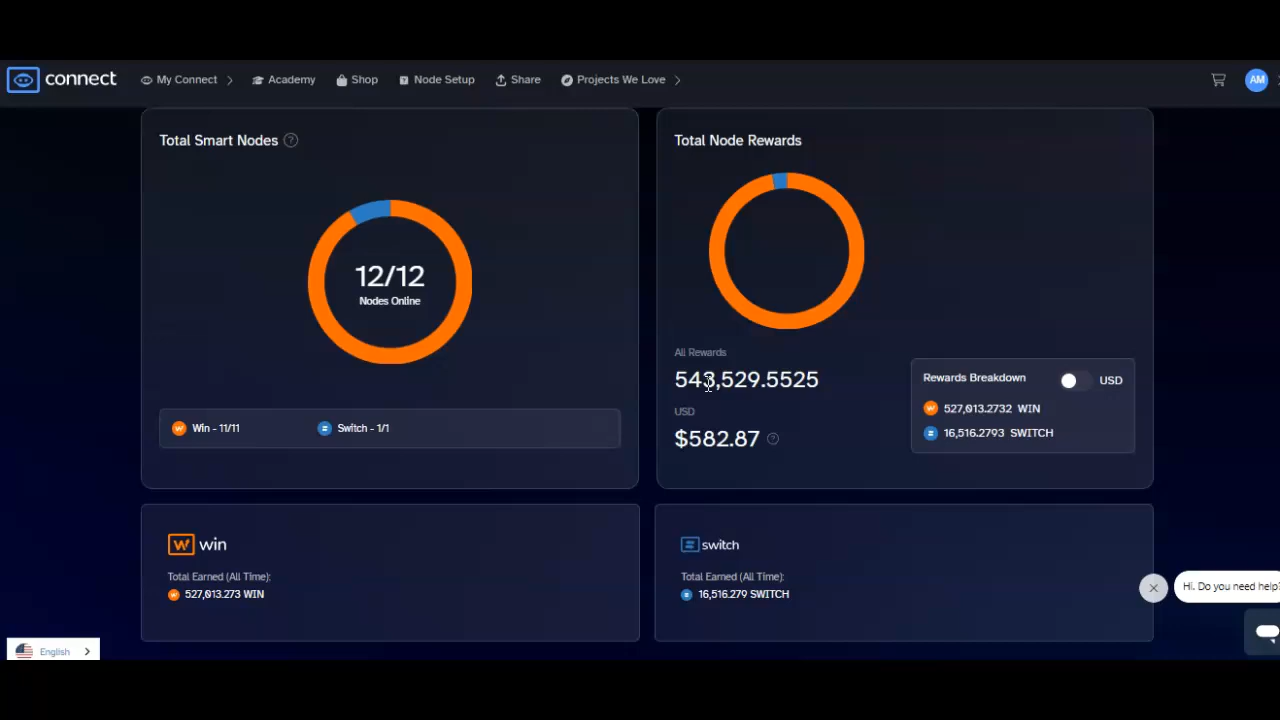 connect My Connect Academy Shop Node Setup Share Projects We Love AM
Total Smart Nodes ?
12/12
Nodes Online
Win - 11/11 Switch - 1/1
Total Node Rewards
All Rewards
543,529.5525
USD
$582.87 ?
Rewards Breakdown USD
527,013.2732 WIN
16,516.2793 SWITCH
win
Total Earned (All Time):
527,013.273 WIN
switch
Total Earned (All Time):
16,516.279 SWITCH
Hi. Do you need help?
English